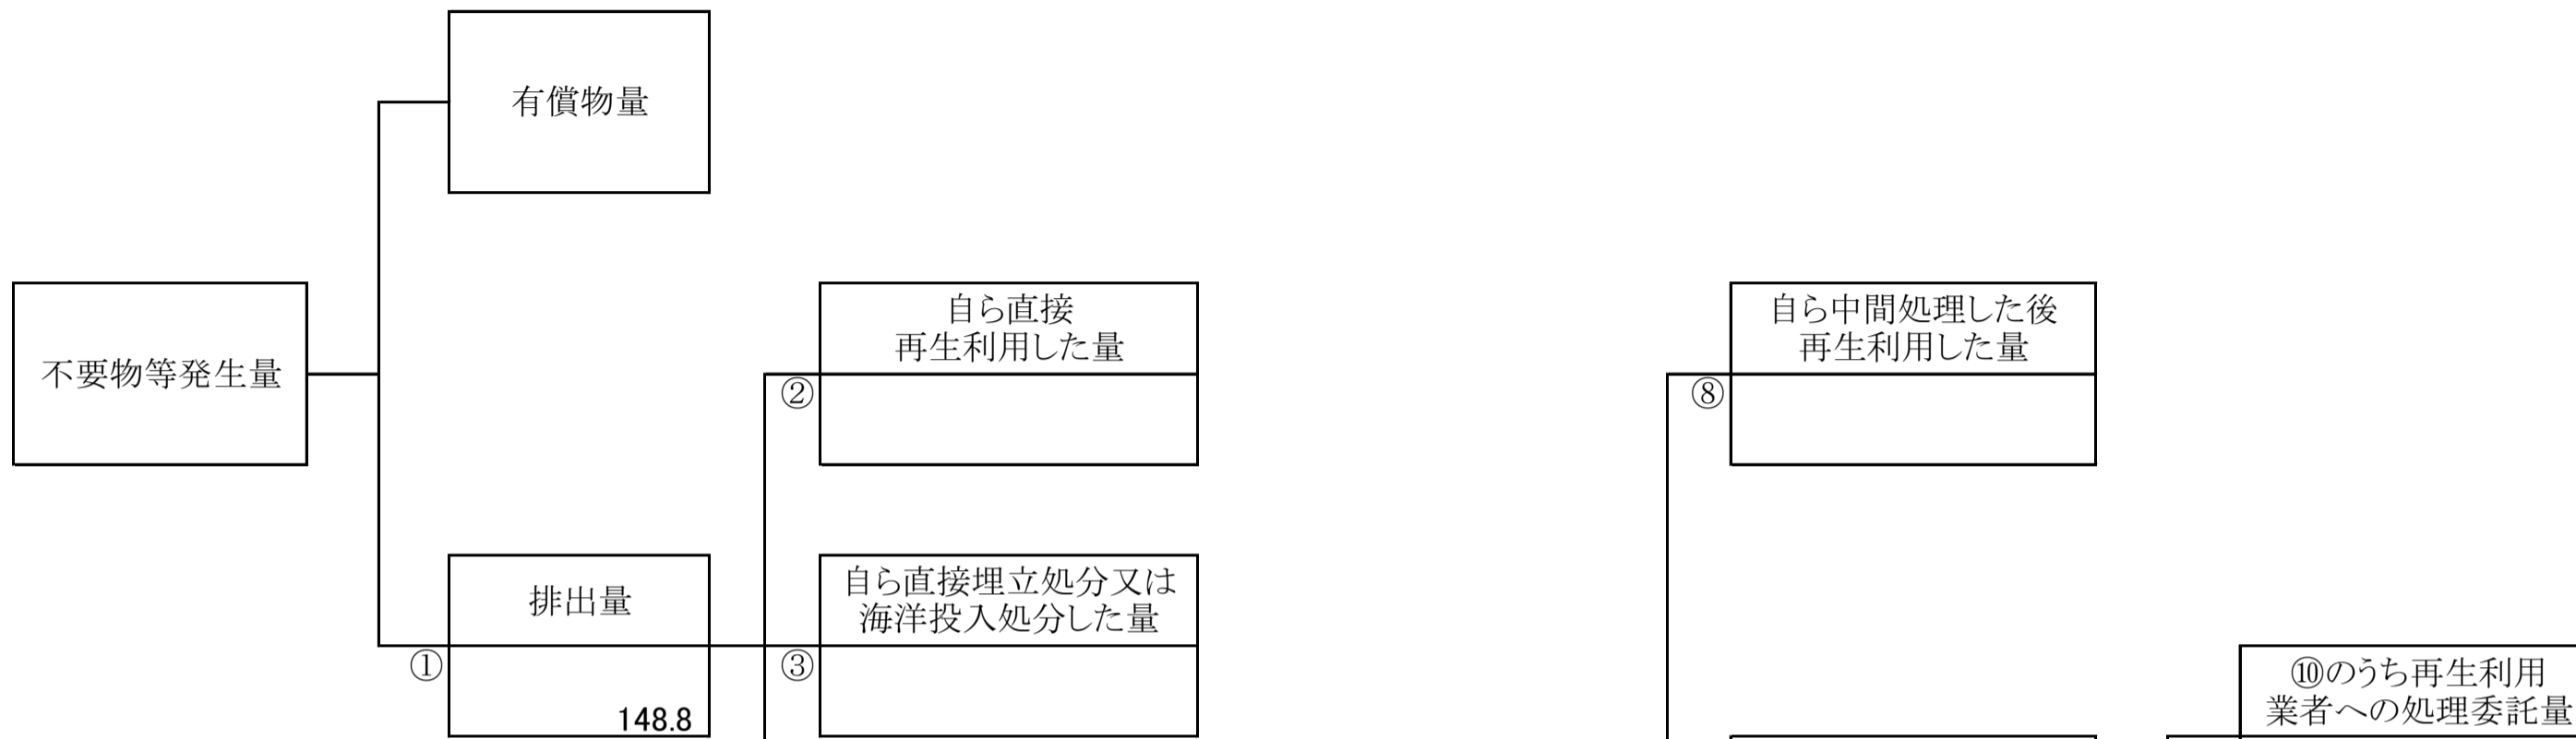 有償物量
不要物等発生量
自ら直接
再生利用した量
②
自ら中間処理した後
再生利用した量
⑧
排出量
①
148.8
自ら直接埋立処分又は
海洋投入処分した量
③
⑩のうち再生利用
業者への処理委託量